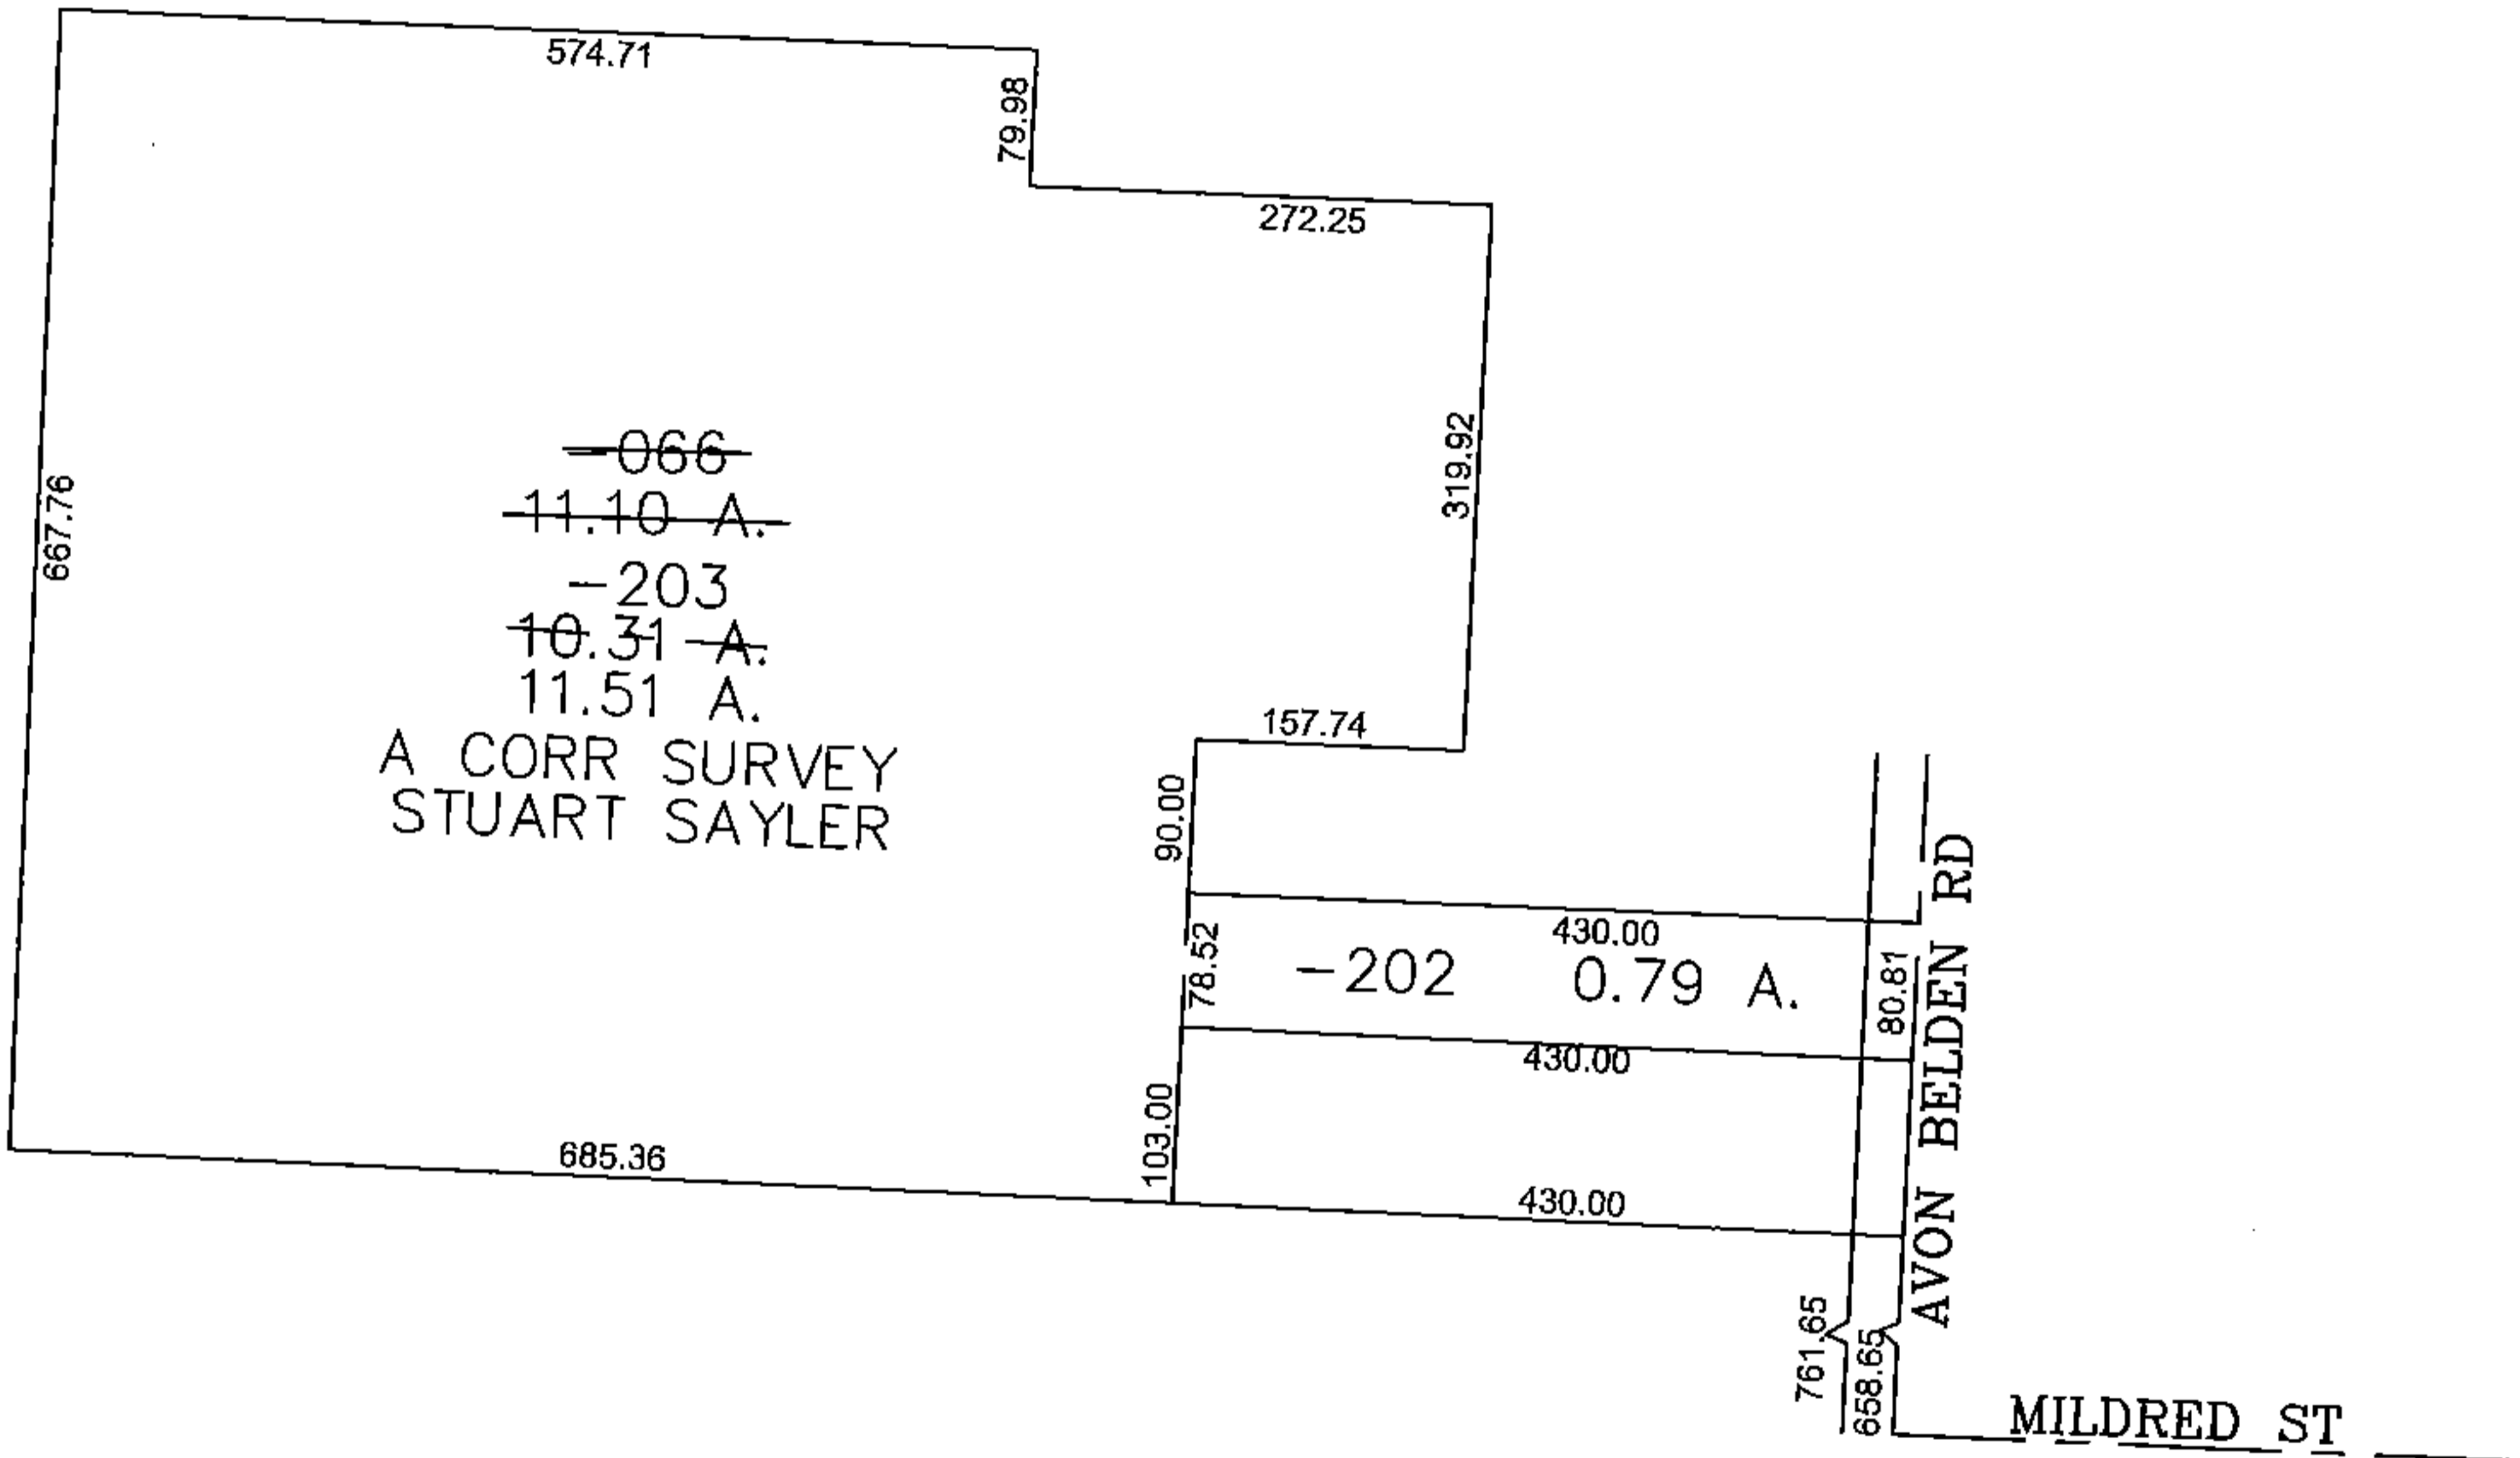 574.71
79.98
272.25
667.76
319.92
-066
11.10 A.
-203
10.31 A.
11.51 A.
A CORR SURVEY
STUART SAYLER
157.74
90.00
430.00
78.52
-202 0.79 A.
80.81
430.00
103.00
685.36
430.00
AVON BELDEN RD
761.65
658.65
MILDRED ST